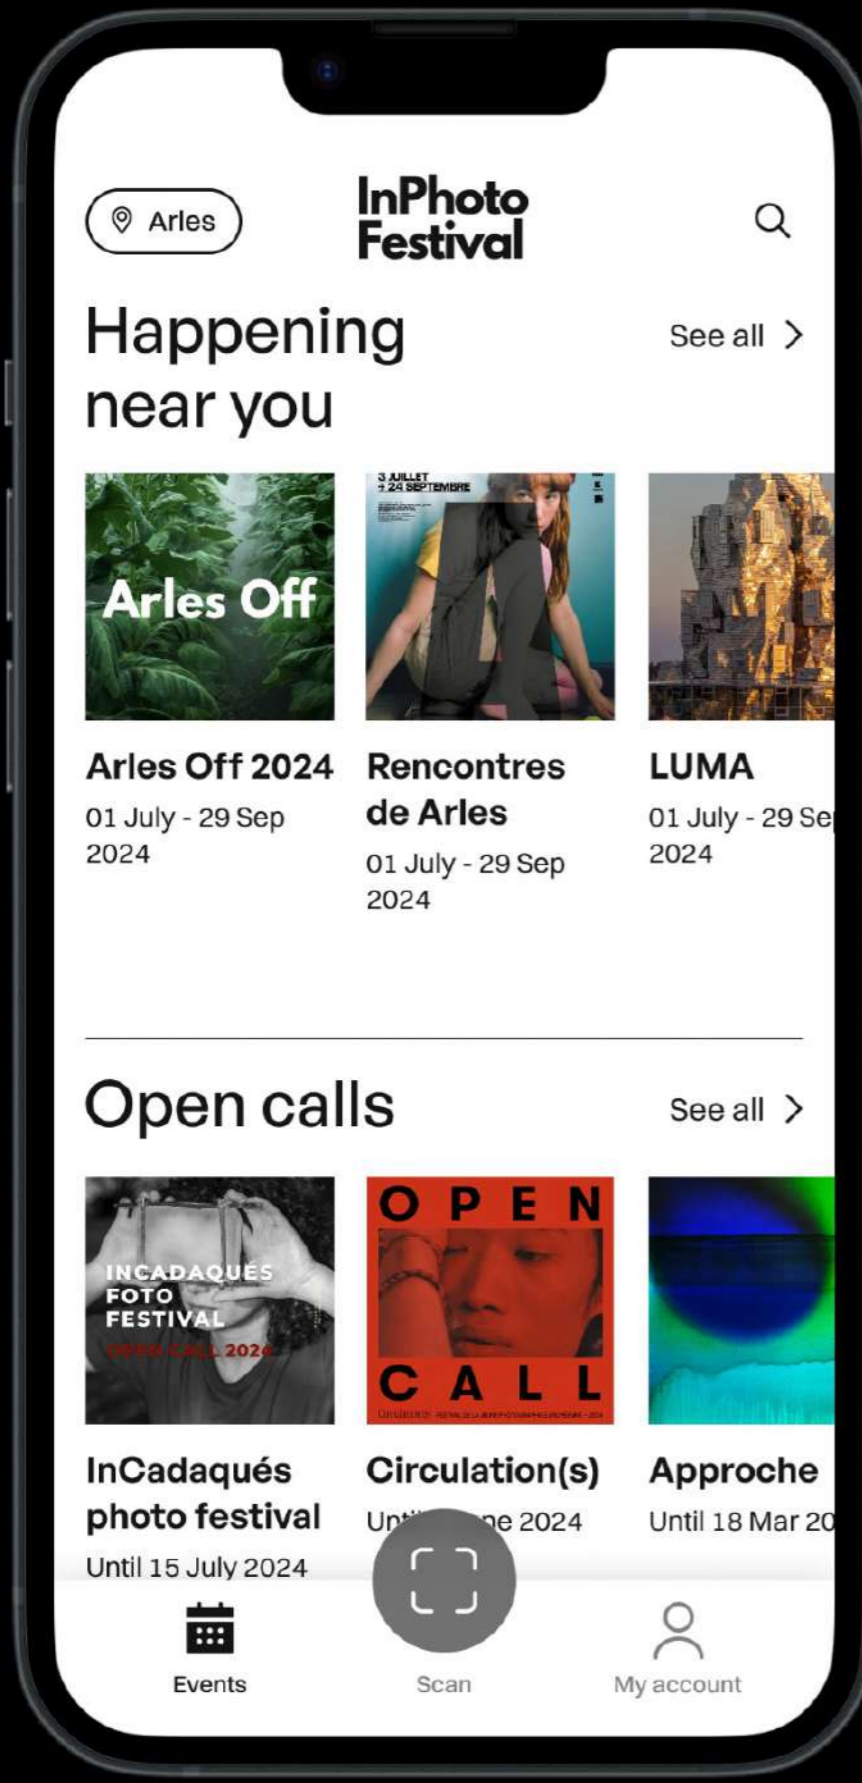 Arles
InPhoto
Festival
Happening
near you
See all
Arles Off
3 JUILLET
→ 24 SEPTEMBRE
Arles Off 2024
01 July - 29 Sep
2024
Rencontres
de Arles
01 July - 29 Sep
2024
LUMA
01 July - 29 Se
2024
Open calls
See all
INCADAQUÉS
FOTO
FESTIVAL
OPEN CALL 2024
OPEN
CALL
InCadaqués
photo festival
Until 15 July 2024
Circulation(s)
2024
Approche
Until 18 Mar 20
Events
Scan
My account